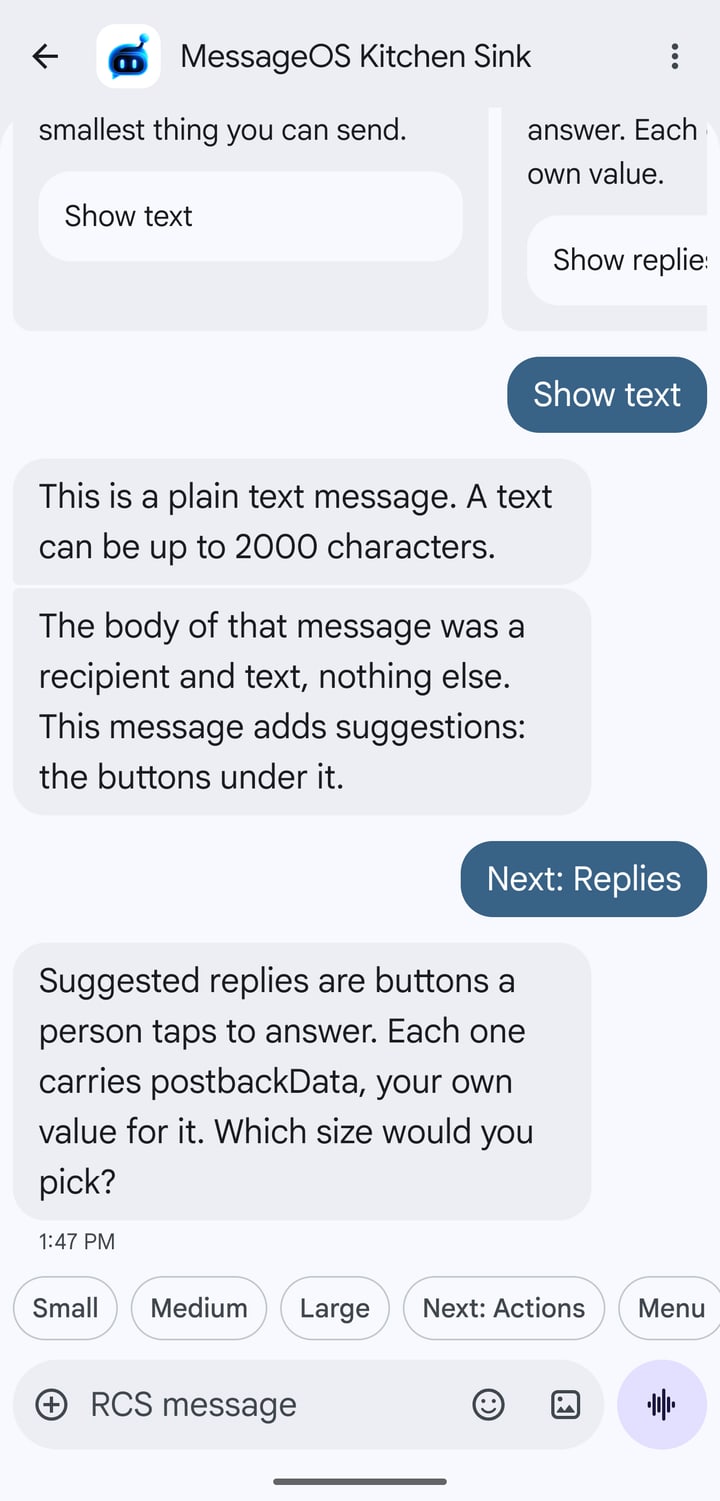 MessageOS Kitchen Sink
smallest thing you can send.
Show text
answer. Each
own value.
Show replies
Show text
This is a plain text message. A text
can be up to 2000 characters.
The body of that message was a
recipient and text, nothing else.
This message adds suggestions:
the buttons under it.
Next: Replies
Suggested replies are buttons a
person taps to answer. Each one
carries postbackData, your own
value for it. Which size would you
pick?
1:47 PM
Small
Medium
Large
Next: Actions
Menu
RCS message